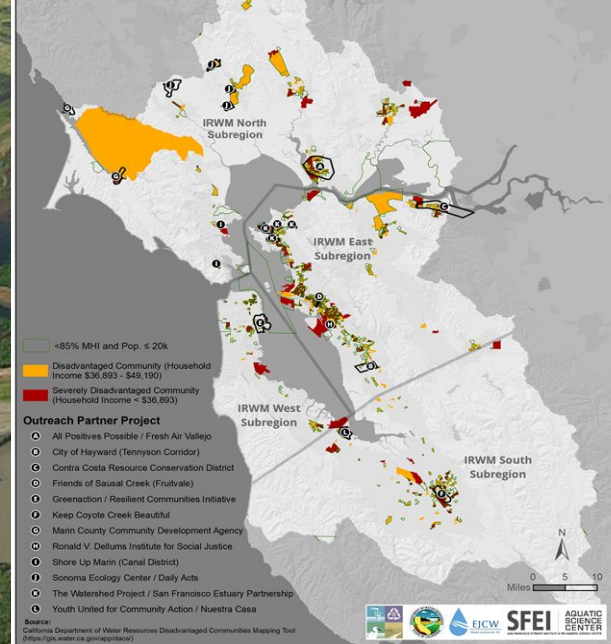 IRWM North
Subregion
IRWM East
Subregion
IRWM West
Subregion
IRWM South
Subregion
<85% MHI and Pop. ≤ 20k
Disadvantaged Community (Household
Income $36,893 - $49,190)
Severely Disadvantaged Community
(Household Income < $36,893)
Outreach Partner Project
A All Positives Possible / Fresh Air Vallejo
B City of Hayward (Tennyson Corridor)
C Contra Costa Resource Conservation District
D Friends of Sausal Creek (Fruitvale)
E Greenaction / Resilient Communities Initiative
F Keep Coyote Creek Beautiful
G Marin County Community Development Agency
H Ronald V. Dellums Institute for Social Justice
I Shore Up Marin (Canal District)
J Sonoma Ecology Center / Daily Acts
K The Watershed Project / San Francisco Estuary Partnership
L Youth United for Community Action / Nuestra Casa
Source:
California Department of Water Resources Disadvantaged Communities Mapping Tool
(https://gis.water.ca.gov/app/dacs/)
N
0 5 10
Miles
EJCW
SFEI
AQUATIC
SCIENCE
CENTER